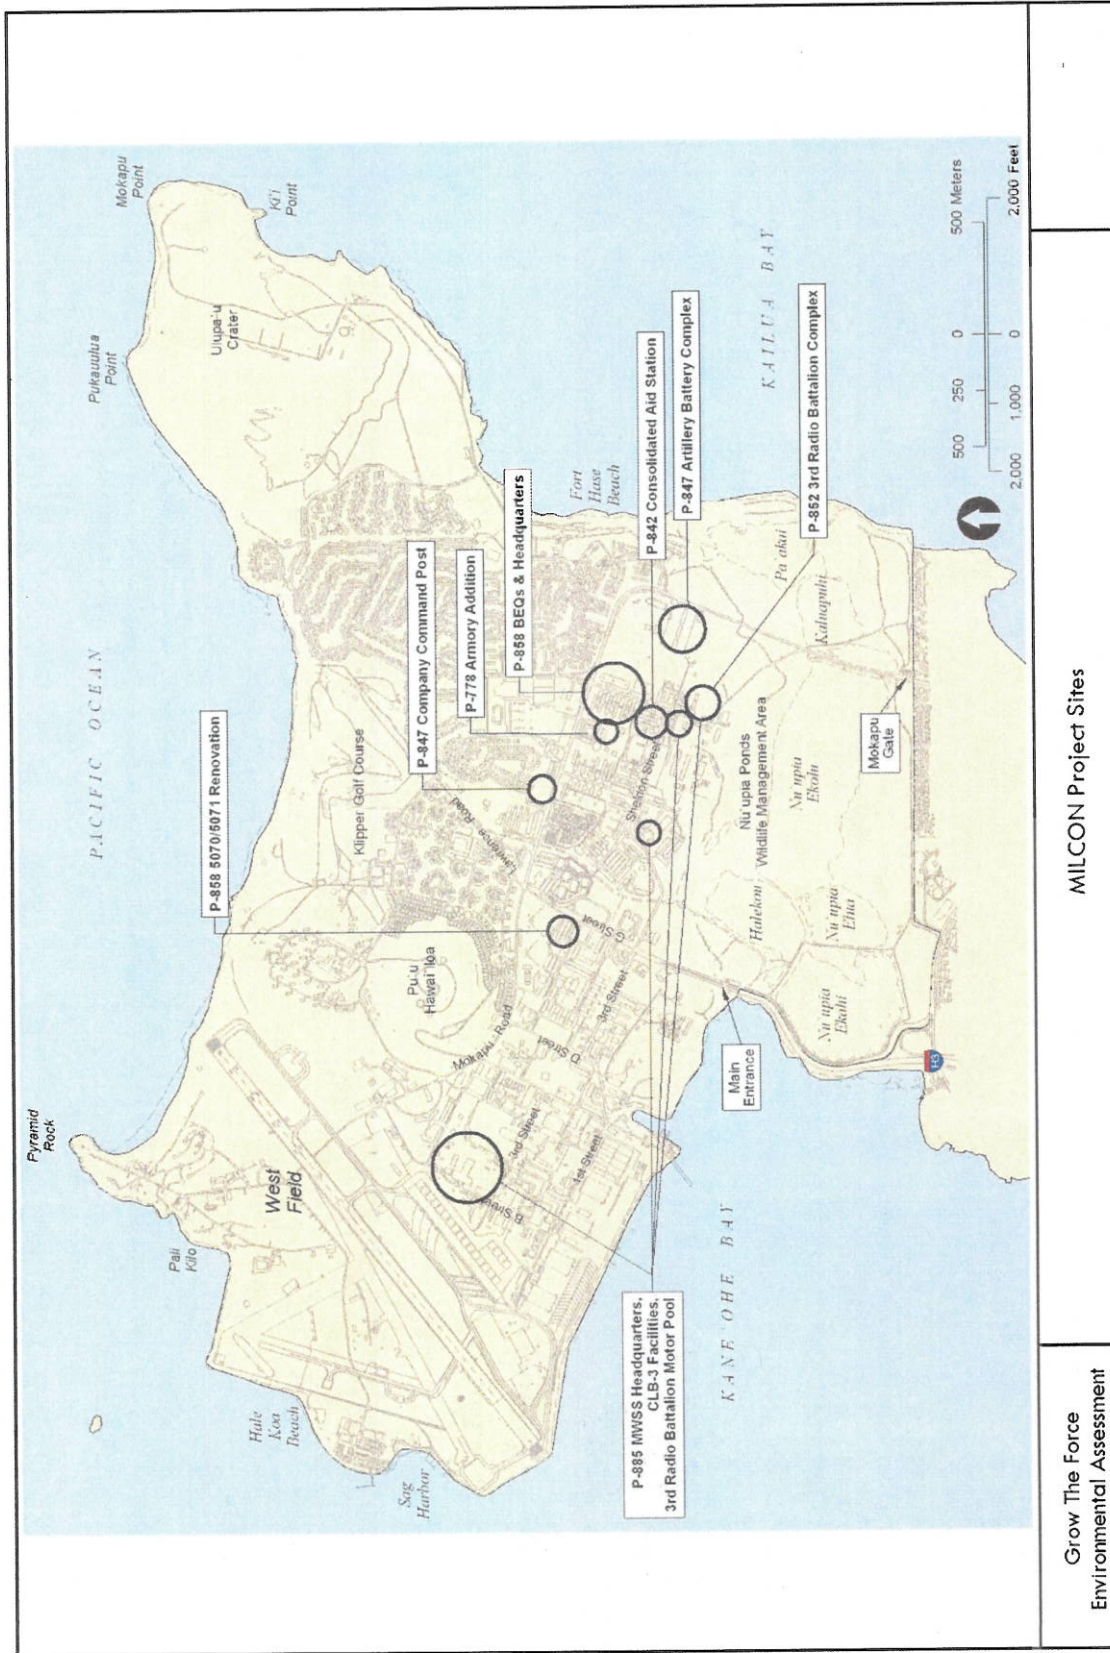 Pyramid
Rock
PACIFIC OCEAN
Pukaulua
Point
Mokapu
Point
Ki'i
Point
Ulupa'u
Crater
Pali
Kilo
West
Field
Hale
Koa
Beach
Sag
Harbor
P-858 5070/5071 Renovation
Klipper Golf Course
Pu'u
Hawai'iloa
Mokapu Road
Lawrence Road
P-847 Company Command Post
P-778 Armory Addition
P-858 BEQs & Headquarters
Fort
Hase
Beach
P-842 Consolidated Aid Station
P-847 Artillery Battery Complex
KAILUA BAY
P-852 3rd Radio Battalion Complex
B Street
3rd Street
1st Street
D Street
3rd Street
G Street
Shelton Street
P-885 MWSS Headquarters,
CLB-3 Facilities,
3rd Radio Battalion Motor Pool
KANE'OHE BAY
Main
Entrance
Nu'upia Ponds
Wildlife Management Area
Halekou
Nu'upia
Ekahi
Nu'upia
Elua
Nu'upia
Ekolu
Kaluapuhi
Pa'akai
Mokapu
Gate
H3
500 250 0 500 Meters
2,000 1,000 0 2,000 Feet
Grow The Force
Environmental Assessment
MILCON Project Sites